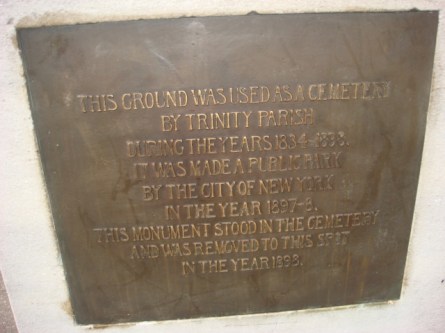 THIS GROUND WAS USED AS A CEMETERY
BY TRINITY PARISH
DURING THE YEARS 1834-1898.
IT WAS MADE A PUBLIC PARK
BY THE CITY OF NEW YORK
IN THE YEAR 1897-8.
THIS MONUMENT STOOD IN THE CEMETERY
AND WAS REMOVED TO THIS SPOT
IN THE YEAR 1898.